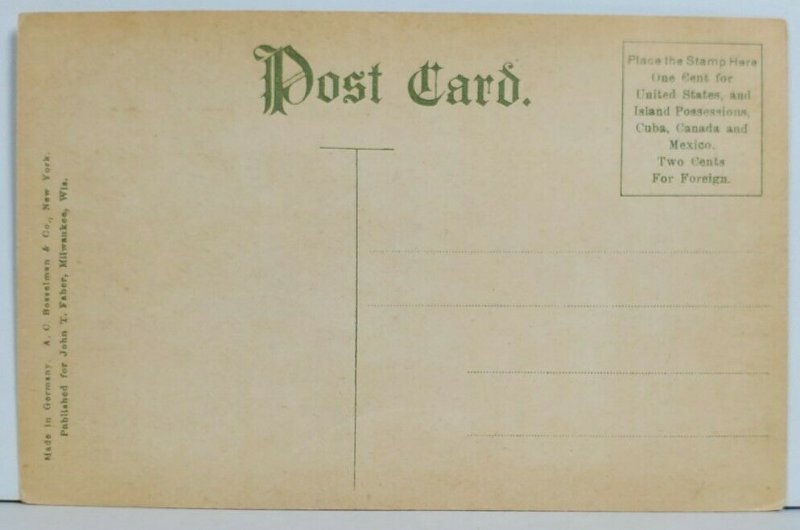 Post Card.
Place the Stamp Here
One Cent for
United States, and
Island Possessions,
Cuba, Canada and
Mexico.
Two Cents
For Foreign.
Made in Germany. A. C. Bosselman & Co., New York.
Published for John T. Faber, Milwaukee, Wis.